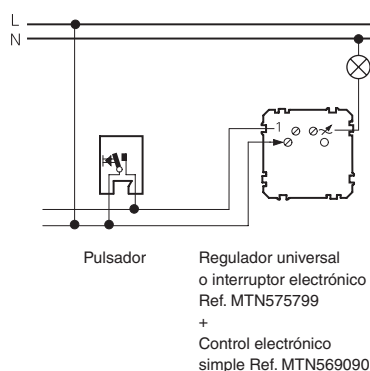 L
N
1
Pulsador
Regulador universal
o interruptor electrónico
Ref. MTN575799
+
Control electrónico
simple Ref. MTN569090